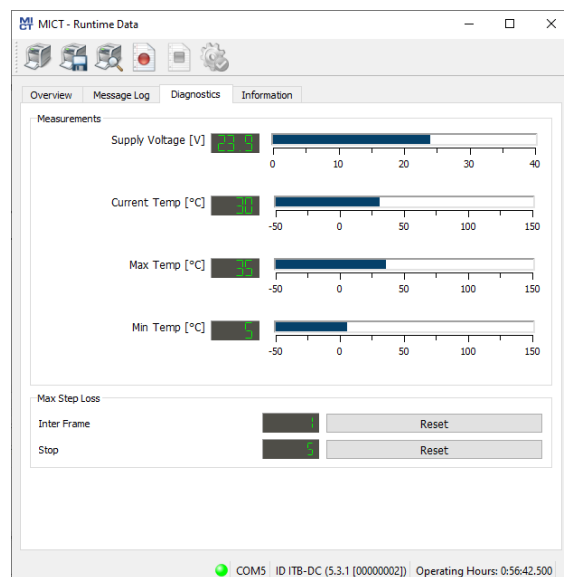 MICT - Runtime Data
Overview Message Log Diagnostics Information
Measurements
Supply Voltage [V] 23.9
0 10 20 30 40
Current Temp [°C] 30
-50 0 50 100 150
Max Temp [°C] 35
-50 0 50 100 150
Min Temp [°C] 5
-50 0 50 100 150
Max Step Loss
Inter Frame 1 Reset
Stop 5 Reset
COM5 ID ITB-DC (5.3.1 [00000002]) Operating Hours: 0:56:42.500